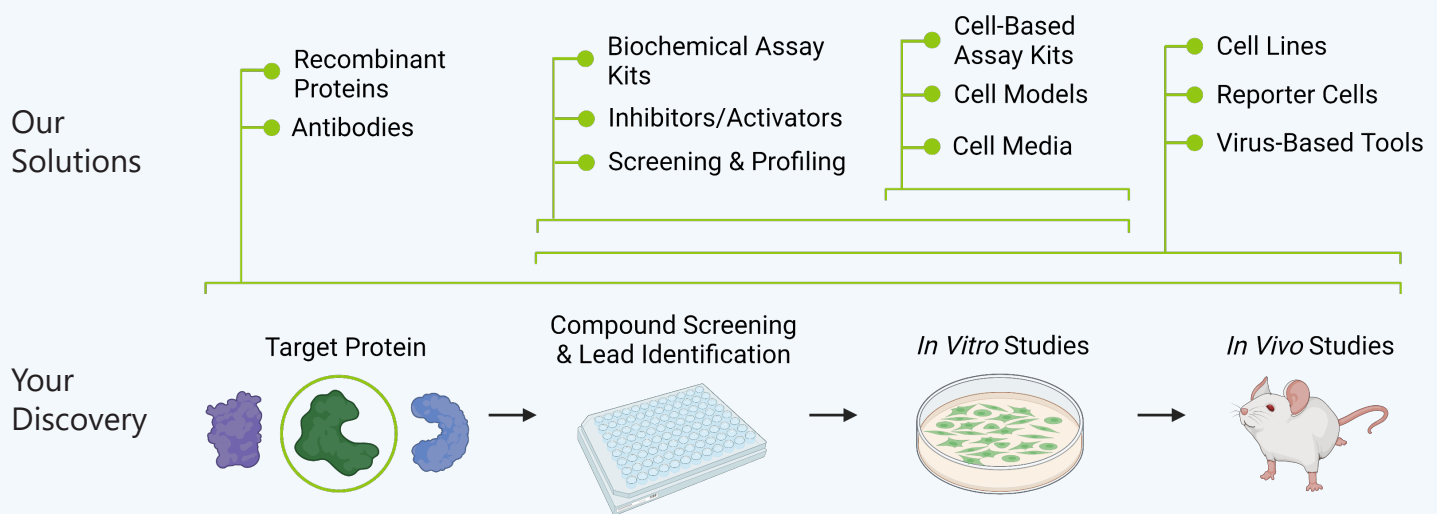 Our
Solutions
Recombinant
Proteins
Antibodies
Biochemical Assay
Kits
Inhibitors/Activators
Screening & Profiling
Cell-Based
Assay Kits
Cell Models
Cell Media
Cell Lines
Reporter Cells
Virus-Based Tools
Your
Discovery
Target Protein
Compound Screening
& Lead Identification
In Vitro Studies
In Vivo Studies